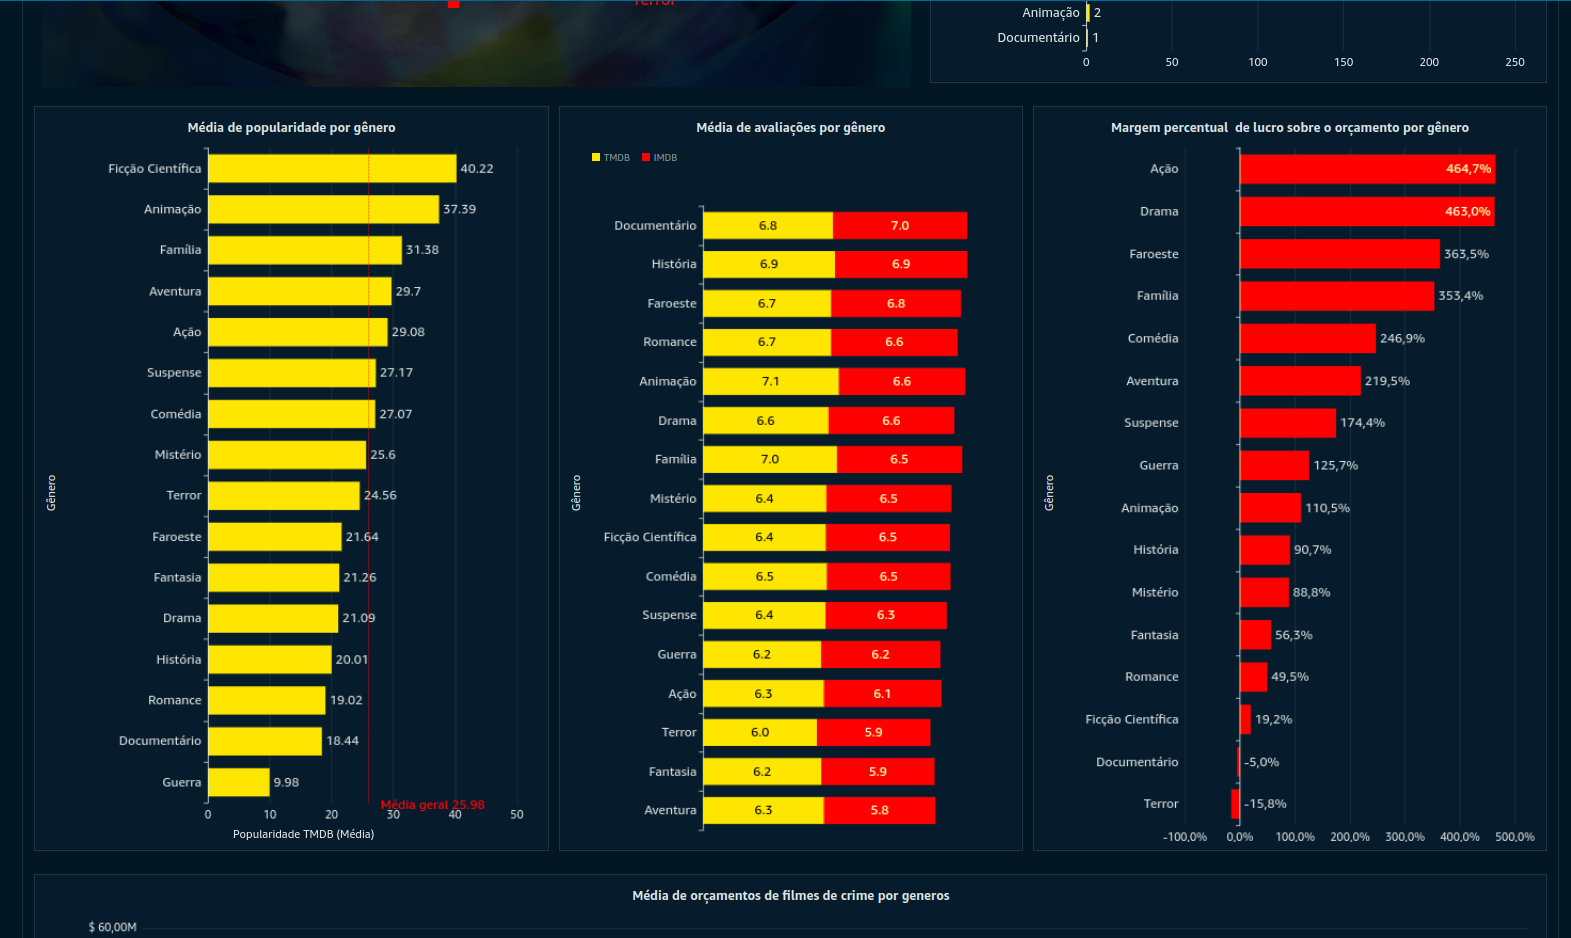 Terror
Animação 2
Documentário 1
0 50 100 150 200 250
Média de popularidade por gênero
Gênero
Ficção Científica 40.22
Animação 37.39
Família 31.38
Aventura 29.7
Ação 29.08
Suspense 27.17
Comédia 27.07
Mistério 25.6
Terror 24.56
Faroeste 21.64
Fantasia 21.26
Drama 21.09
História 20.01
Romance 19.02
Documentário 18.44
Guerra 9.98
Média geral 25.98
0 10 20 30 40 50
Popularidade TMDB (Média)
Média de avaliações por gênero
TMDB IMDB
Gênero
Documentário 6.8 7.0
História 6.9 6.9
Faroeste 6.7 6.8
Romance 6.7 6.6
Animação 7.1 6.6
Drama 6.6 6.6
Família 7.0 6.5
Mistério 6.4 6.5
Ficção Científica 6.4 6.5
Comédia 6.5 6.5
Suspense 6.4 6.3
Guerra 6.2 6.2
Ação 6.3 6.1
Terror 6.0 5.9
Fantasia 6.2 5.9
Aventura 6.3 5.8
Margem percentual  de lucro sobre o orçamento por gênero
Gênero
Ação 464,7%
Drama 463,0%
Faroeste 363,5%
Família 353,4%
Comédia 246,9%
Aventura 219,5%
Suspense 174,4%
Guerra 125,7%
Animação 110,5%
História 90,7%
Mistério 88,8%
Fantasia 56,3%
Romance 49,5%
Ficção Científica 19,2%
Documentário -5,0%
Terror -15,8%
-100,0% 0,0% 100,0% 200,0% 300,0% 400,0% 500,0%
Média de orçamentos de filmes de crime por generos
$ 60,00M